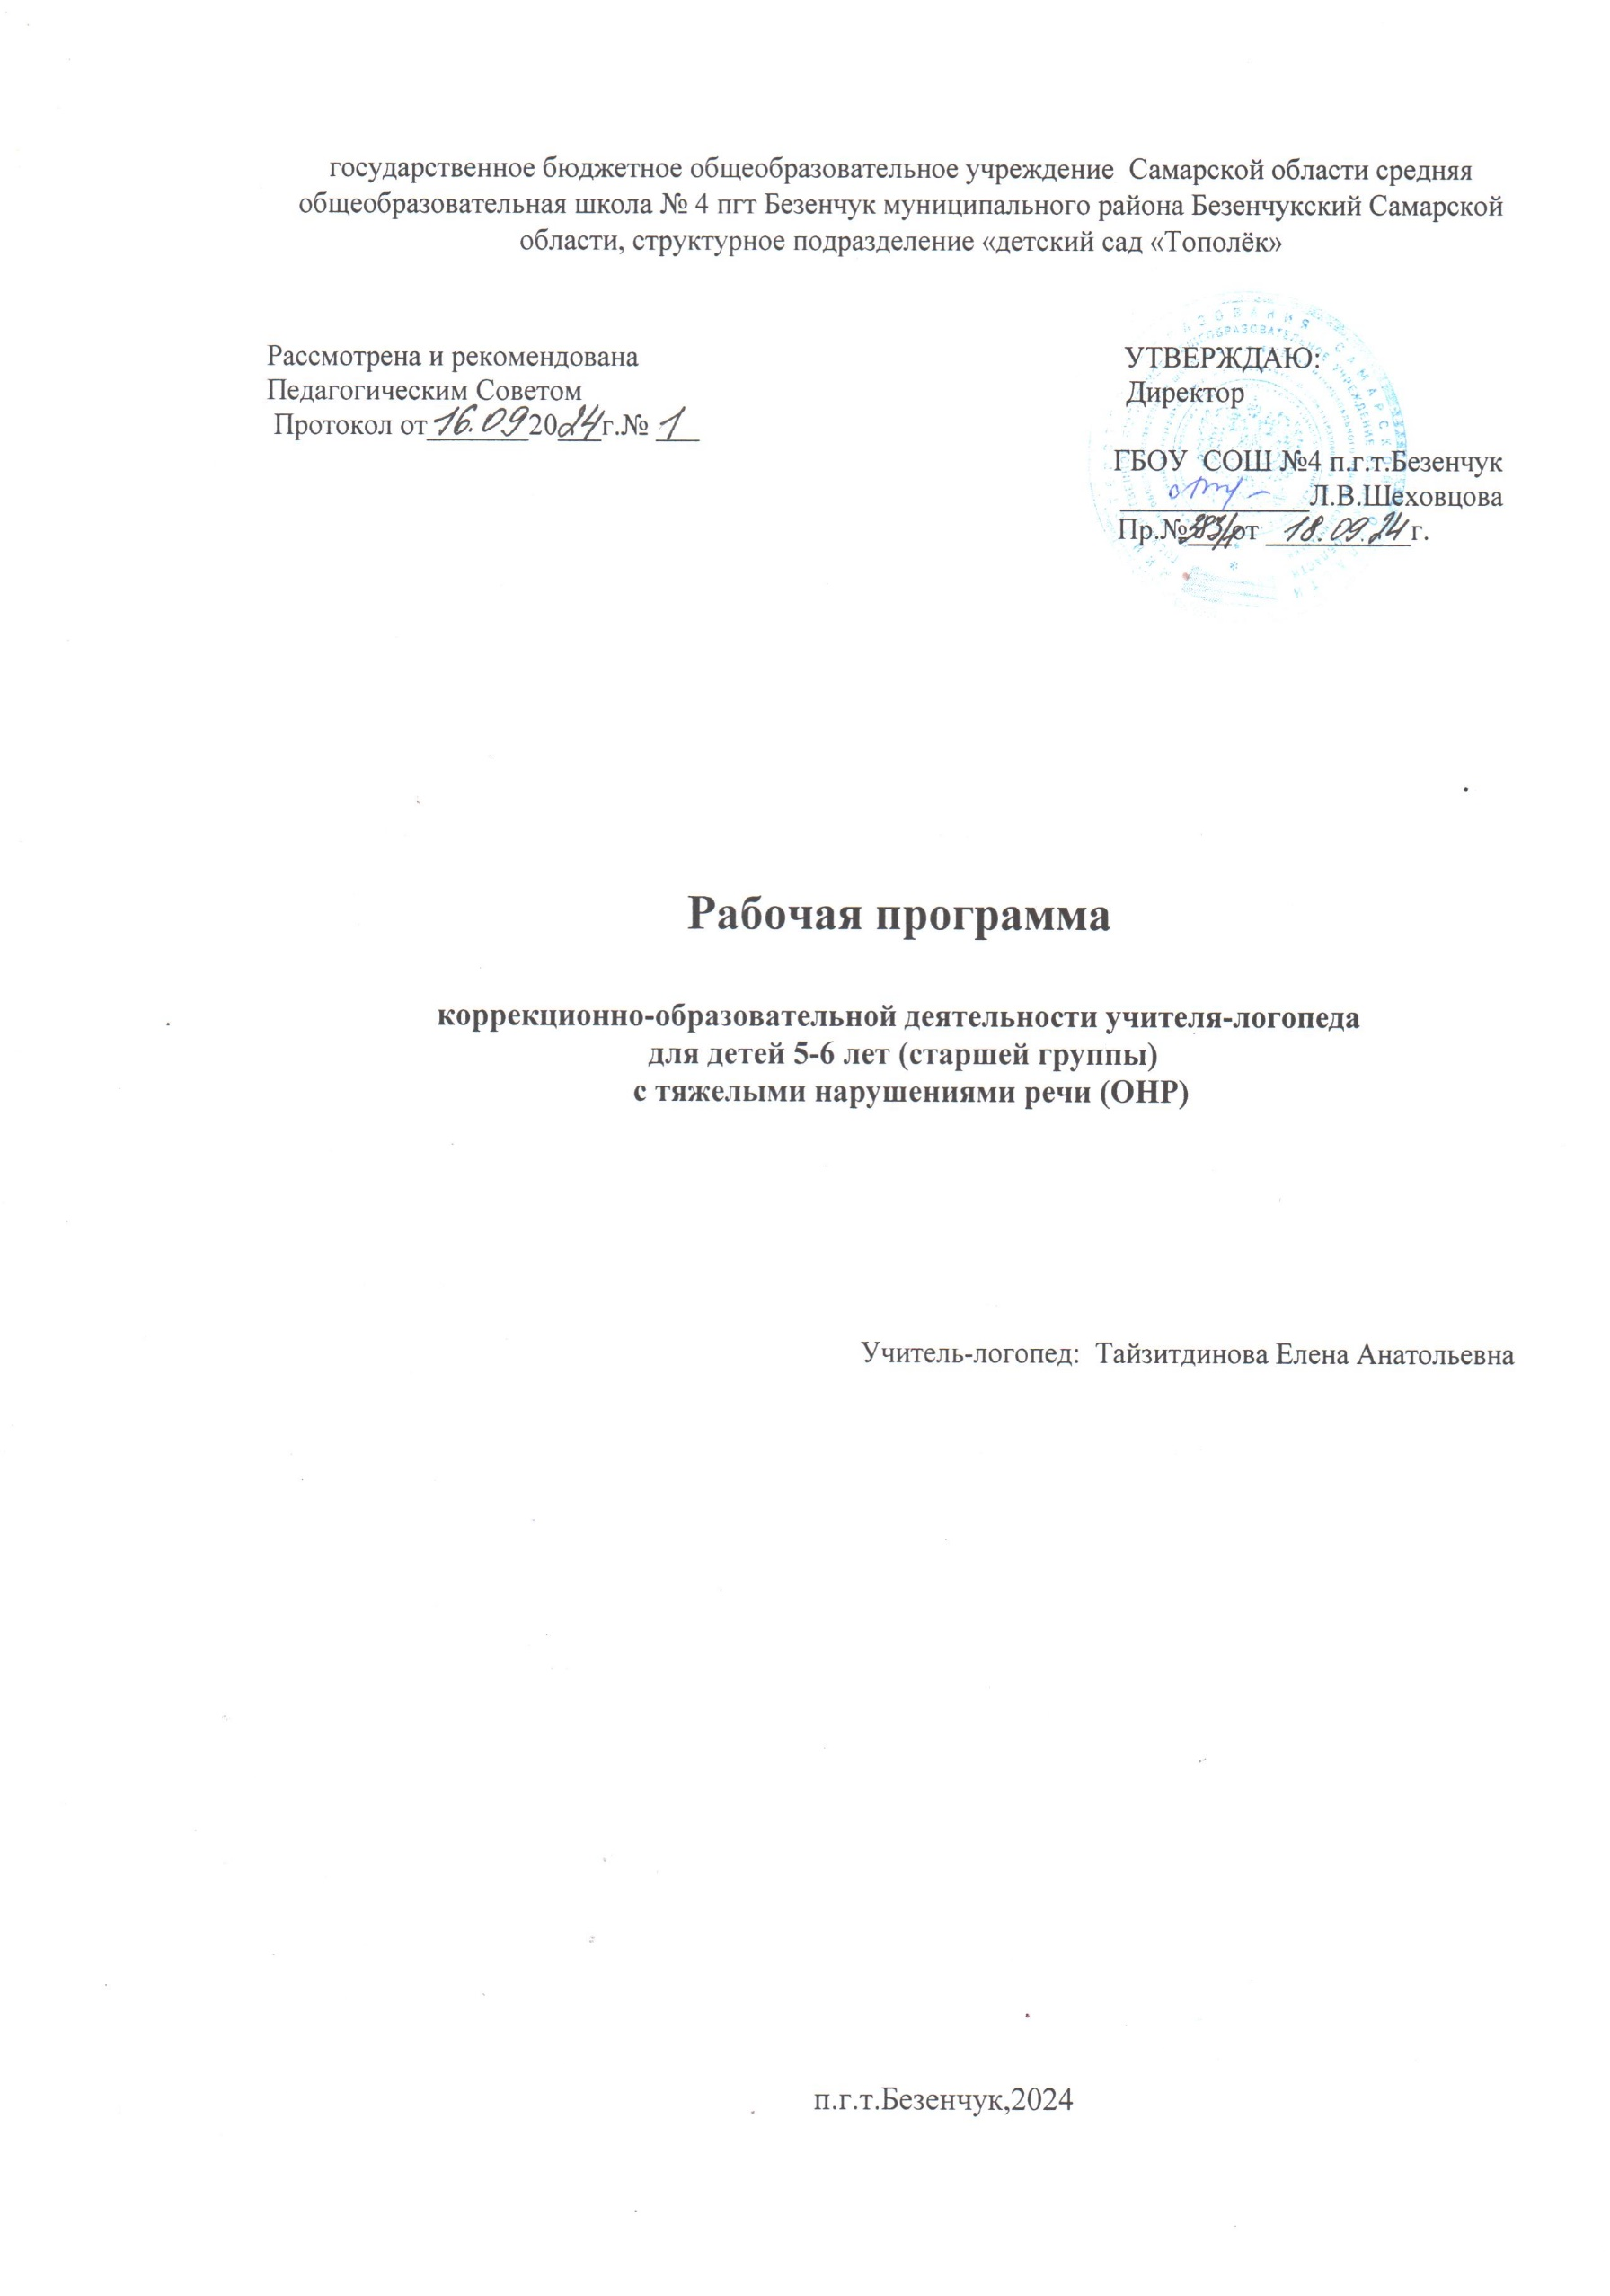 государственное бюджетное общеобразовательное учреждение Самарской области средняя
общеобразовательная школа № 4 пгт Безенчук муниципального района Безенчукский Самарской
области, структурное подразделение «детский сад «Тополёк»
Рассмотрена и рекомендована
Педагогическим Советом
Протокол от 16.09 2024 г.№ 1
УТВЕРЖДАЮ:
Директор
ГБОУ СОШ №4 п.г.т.Безенчук
Л.В.Шеховцова
Пр.№ от 18.09.24 г.
Рабочая программа
коррекционно-образовательной деятельности учителя-логопеда
для детей 5-6 лет (старшей группы)
с тяжелыми нарушениями речи (ОНР)
Учитель-логопед: Тайзитдинова Елена Анатольевна
п.г.т.Безенчук,2024